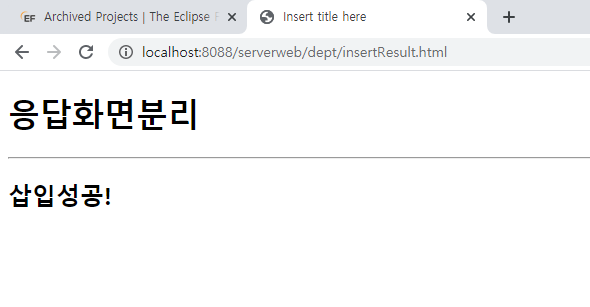 EF Archived Projects | The Eclipse F
Insert title here
localhost:8088/serverweb/dept/insertResult.html
응답화면분리
삽입성공!